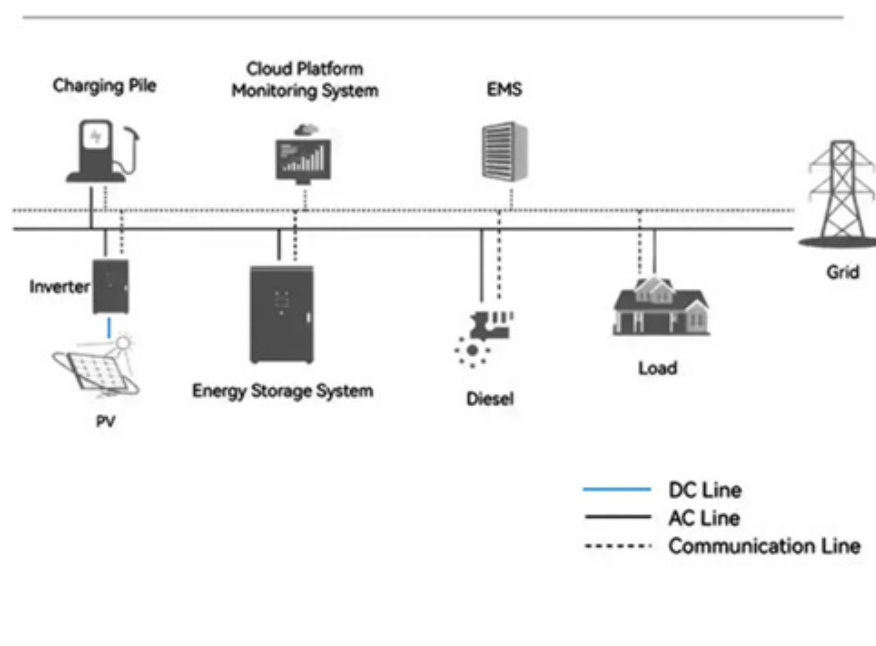 Charging Pile
Cloud Platform
Monitoring System
EMS
Inverter
Grid
PV
Energy Storage System
Diesel
Load
DC Line
AC Line
Communication Line